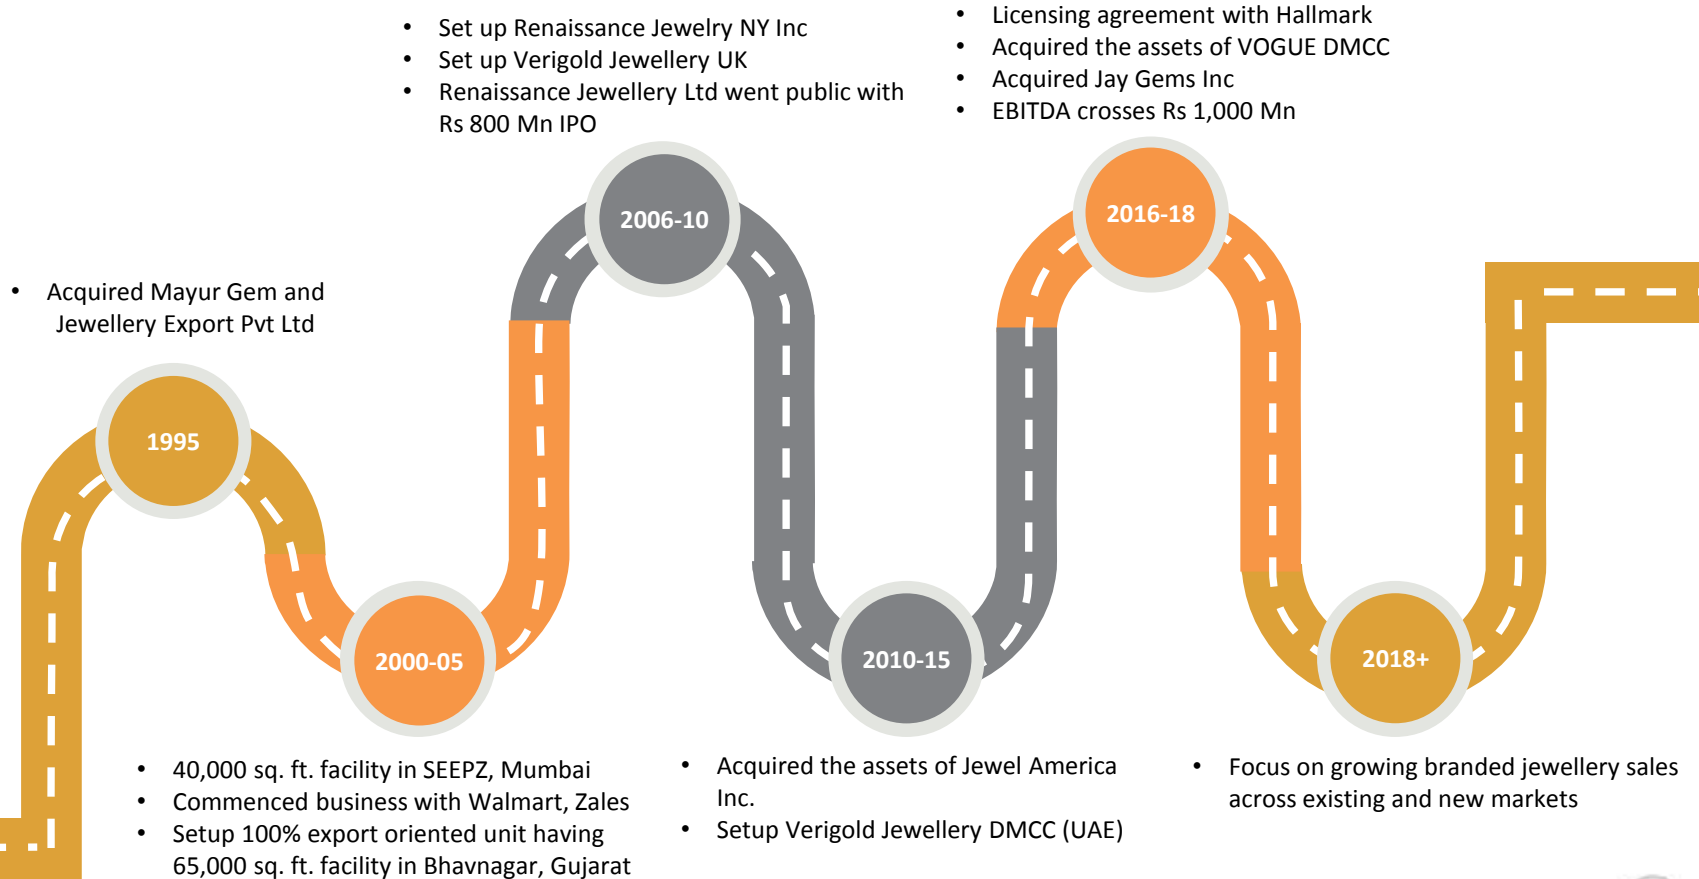 • Set up Renaissance Jewelry NY Inc
• Set up Verigold Jewellery UK
• Renaissance Jewellery Ltd went public with
Rs 800 Mn IPO
• Licensing agreement with Hallmark
• Acquired the assets of VOGUE DMCC
• Acquired Jay Gems Inc
• EBITDA crosses Rs 1,000 Mn
2006-10
2016-18
• Acquired Mayur Gem and
Jewellery Export Pvt Ltd
1995
2000-05
2010-15
2018+
• 40,000 sq. ft. facility in SEEPZ, Mumbai
• Commenced business with Walmart, Zales
• Setup 100% export oriented unit having
65,000 sq. ft. facility in Bhavnagar, Gujarat
• Acquired the assets of Jewel America
Inc.
• Setup Verigold Jewellery DMCC (UAE)
• Focus on growing branded jewellery sales
across existing and new markets